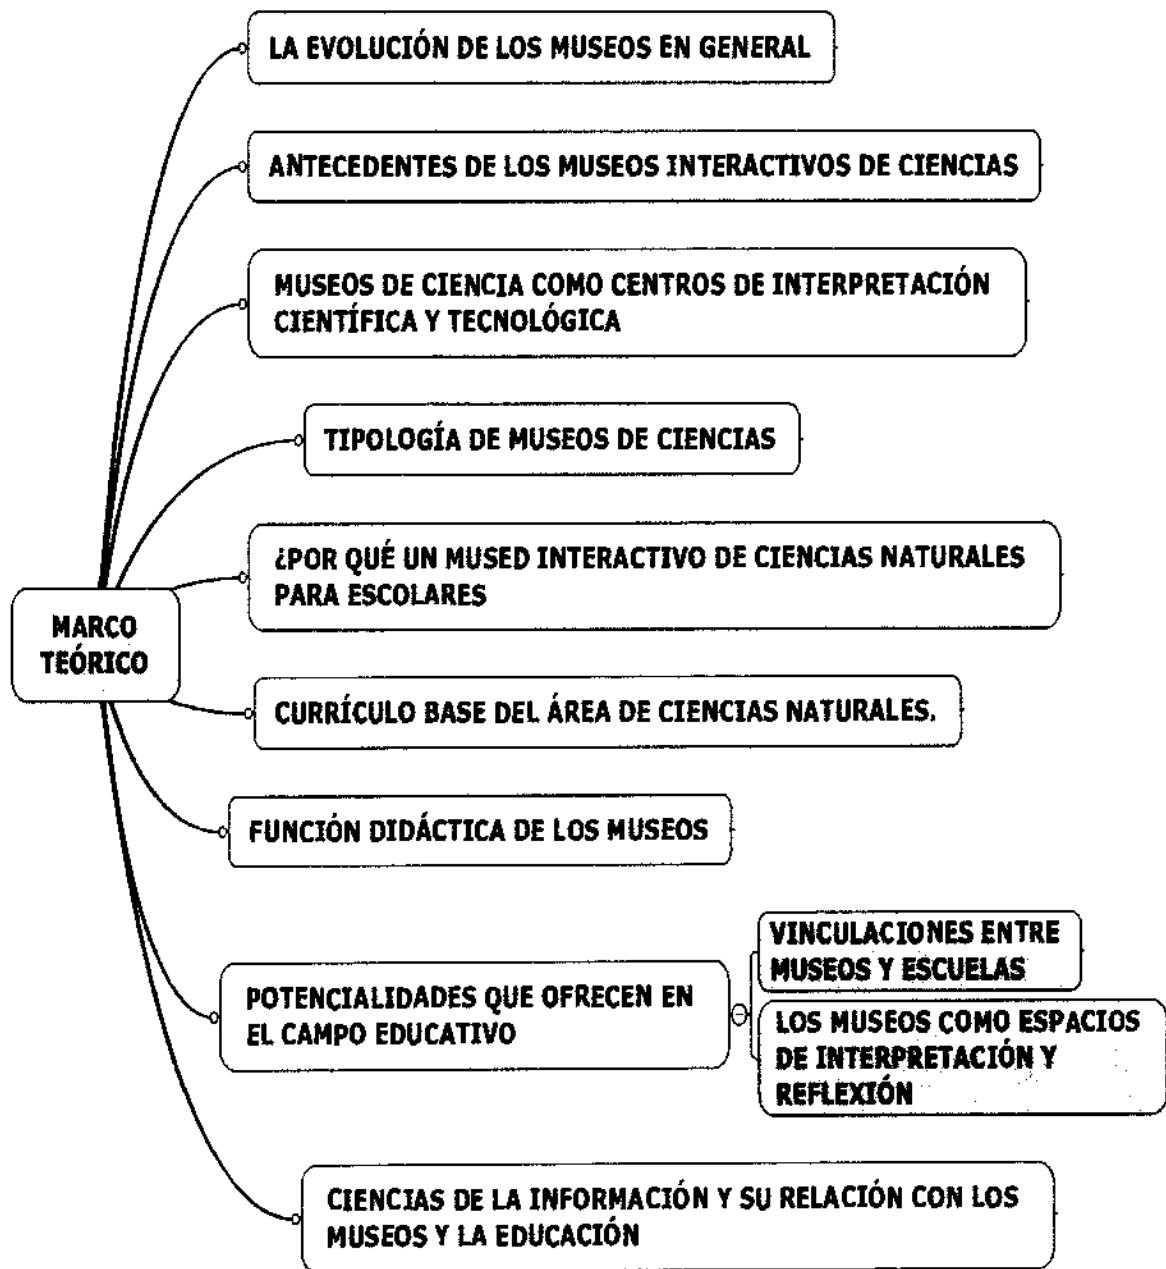 LA EVOLUCIÓN DE LOS MUSEOS EN GENERAL
ANTECEDENTES DE LOS MUSEOS INTERACTIVOS DE CIENCIAS
MUSEOS DE CIENCIA COMO CENTROS DE INTERPRETACIÓN
CIENTÍFICA Y TECNOLÓGICA
TIPOLOGÍA DE MUSEOS DE CIENCIAS
¿POR QUÉ UN MUSED INTERACTIVO DE CIENCIAS NATURALES
PARA ESCOLARES
MARCO
TEÓRICO
CURRÍCULO BASE DEL ÁREA DE CIENCIAS NATURALES.
FUNCIÓN DIDÁCTICA DE LOS MUSEOS
POTENCIALIDADES QUE OFRECEN EN
EL CAMPO EDUCATIVO
VINCULACIONES ENTRE
MUSEOS Y ESCUELAS
LOS MUSEOS COMO ESPACIOS
DE INTERPRETACIÓN Y
REFLEXIÓN
CIENCIAS DE LA INFORMACIÓN Y SU RELACIÓN CON LOS
MUSEOS Y LA EDUCACIÓN